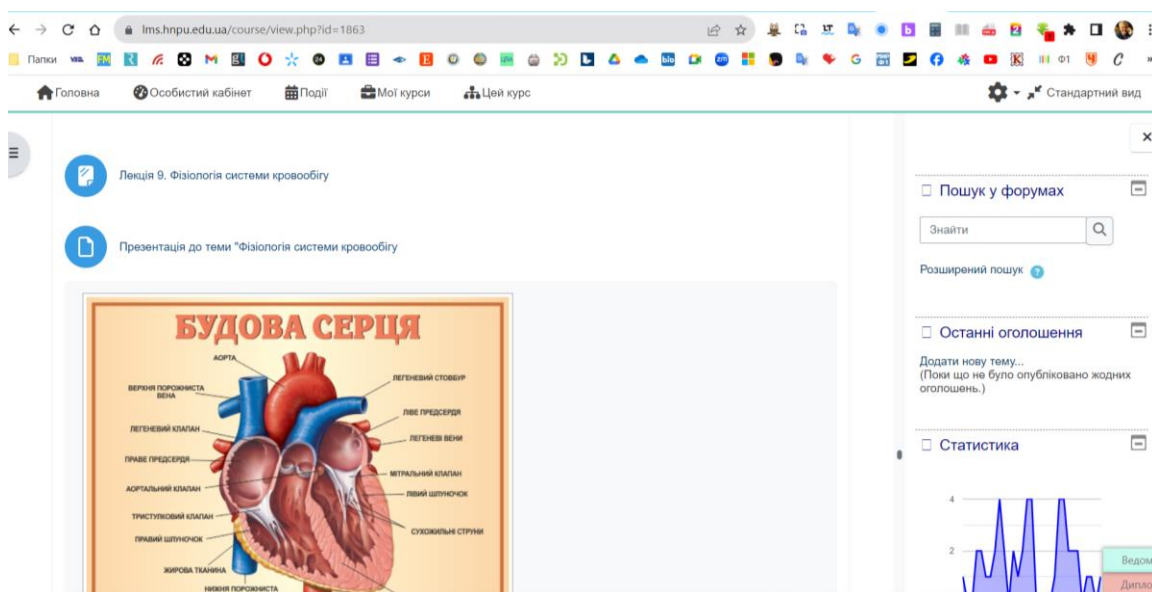 lms.hnpu.edu.ua/course/view.php?id=1863
Папки
Головна
Особистий кабінет
Події
Мої курси
Цей курс
Стандартний вид
Лекція 9. Фізіологія системи кровообігу
Презентація до теми "Фізіологія системи кровообігу
БУДОВА СЕРЦЯ
АОРТА
ВЕРХНЯ ПОРОЖНИСТА
ВЕНА
ЛЕГЕНЕВИЙ КЛАПАН
ПРАВЕ ПРЕДСЕРДЯ
АОРТАЛЬНИЙ КЛАПАН
ТРИСТУЛКОВИЙ КЛАПАН
ПРАВИЙ ШЛУНОЧОК
ЖИРОВА ТКАНИНА
НИЖНЯ ПОРОЖНИСТА
ЛЕГЕНЕВИЙ СТОВБУР
ЛІВЕ ПРЕДСЕРДЯ
ЛЕГЕНЕВІ ВЕНИ
МІТРАЛЬНИЙ КЛАПАН
ЛІВИЙ ШЛУНОЧОК
СУХОЖИЛЬНІ СТРУНИ
Пошук у форумах
Знайти
Розширений пошук
Останні оголошення
Додати нову тему...
(Поки що не було опубліковано жодних
оголошень.)
Статистика
4
2
Ведом
Дипло